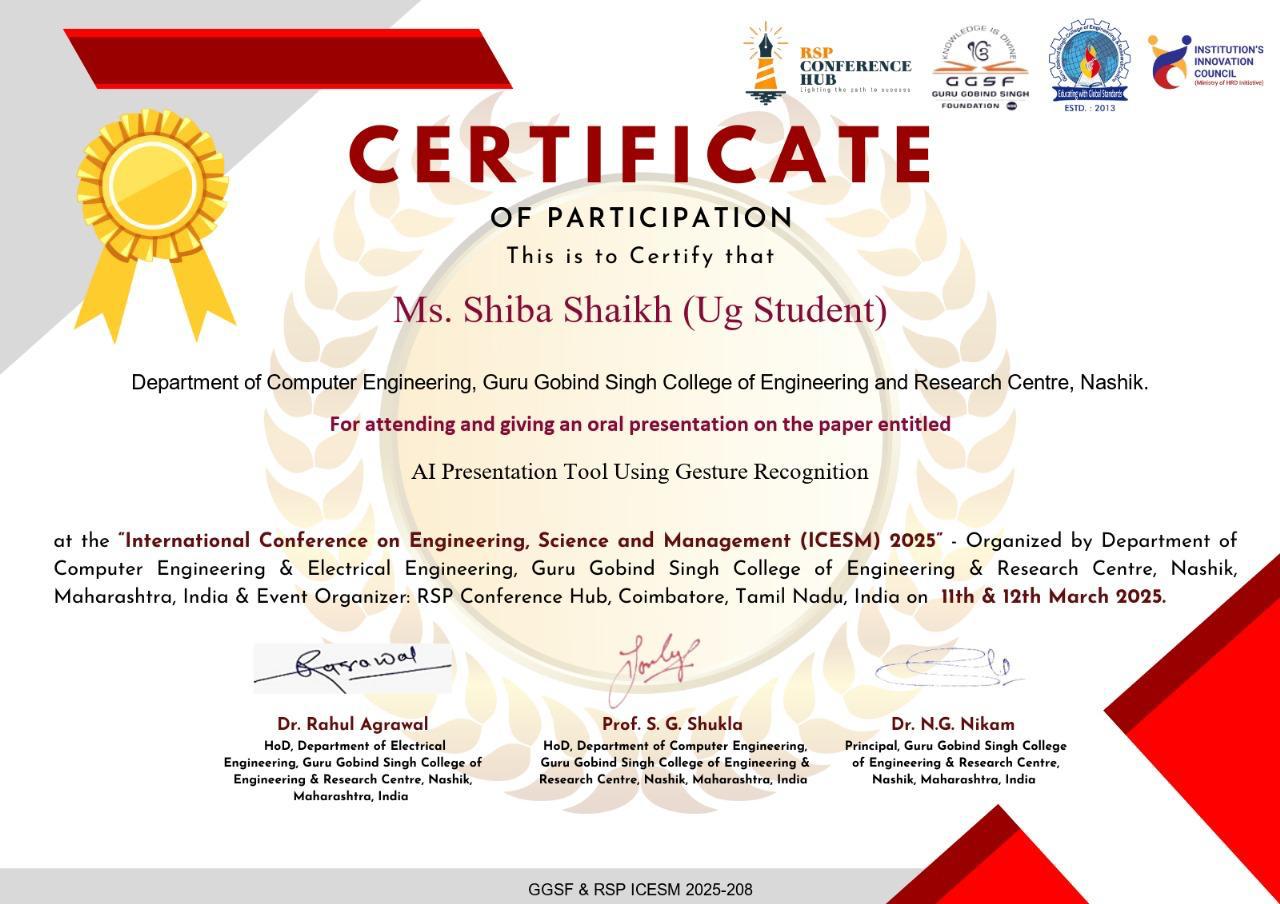 RSP
CONFERENCE
HUB
Lighting the path to success
KNOWLEDGE IS DIVINE
GGSF
GURU GOBIND SINGH
FOUNDATION
Educating with Global Standards
ESTD. : 2013
INSTITUTION'S
INNOVATION
COUNCIL
(Ministry of HRD Initiative)
CERTIFICATE
OF PARTICIPATION
This is to Certify that
Ms. Shiba Shaikh (Ug Student)
Department of Computer Engineering, Guru Gobind Singh College of Engineering and Research Centre, Nashik.
For attending and giving an oral presentation on the paper entitled
AI Presentation Tool Using Gesture Recognition
at the "International Conference on Engineering, Science and Management (ICESM) 2025" - Organized by Department of
Computer Engineering & Electrical Engineering, Guru Gobind Singh College of Engineering & Research Centre, Nashik,
Maharashtra, India & Event Organizer: RSP Conference Hub, Coimbatore, Tamil Nadu, India on 11th & 12th March 2025.
Dr. Rahul Agrawal
HoD, Department of Electrical
Engineering, Guru Gobind Singh College of
Engineering & Research Centre, Nashik,
Maharashtra, India
Prof. S. G. Shukla
HoD, Department of Computer Engineering,
Guru Gobind Singh College of Engineering &
Research Centre, Nashik, Maharashtra, India
Dr. N.G. Nikam
Principal, Guru Gobind Singh College
of Engineering & Research Centre,
Nashik, Maharashtra, India
GGSF & RSP ICESM 2025-208